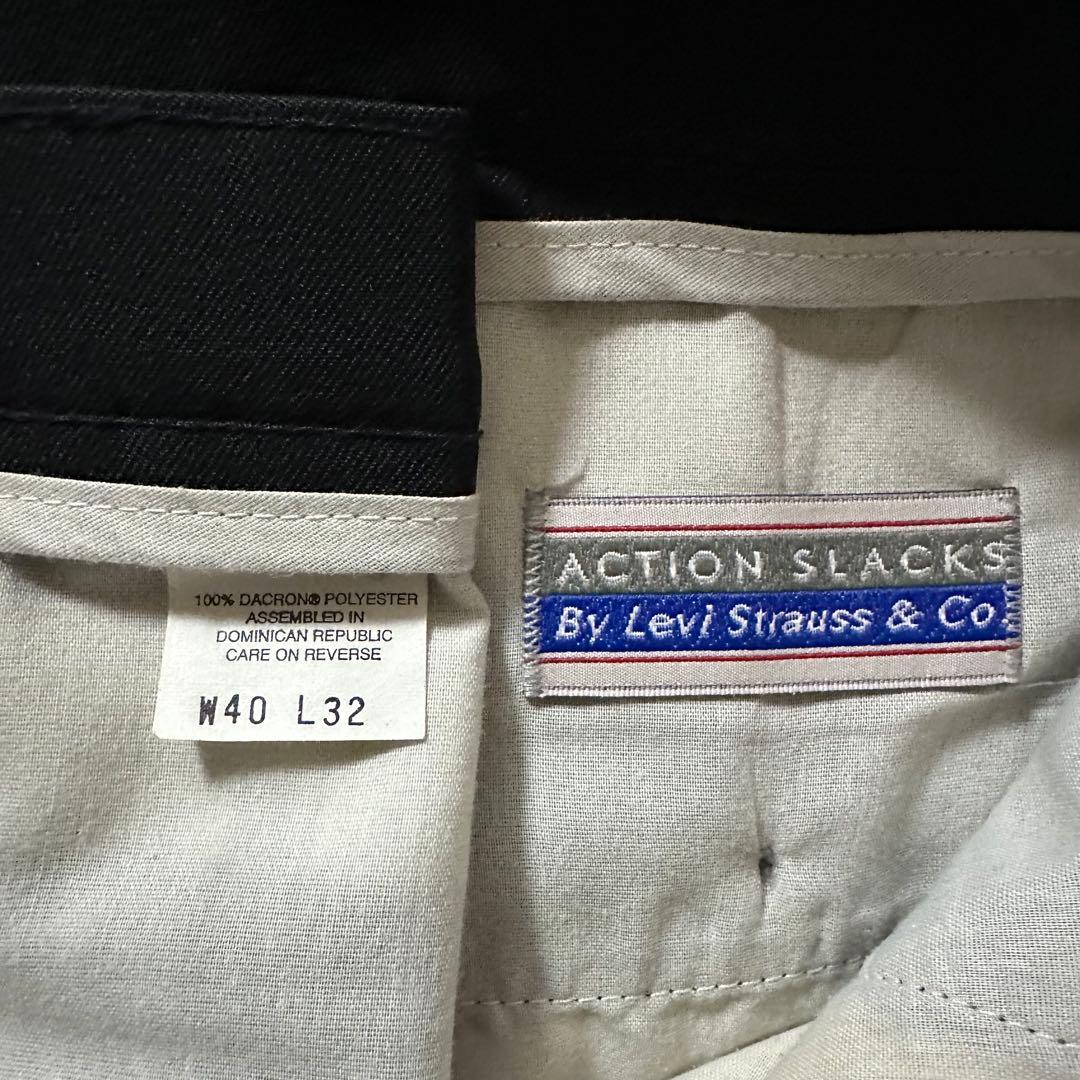 100% DACRON® POLYESTER
ASSEMBLED IN
DOMINICAN REPUBLIC
CARE ON REVERSE
W40 L32
ACTION SLACKS
By Levi Strauss & Co.